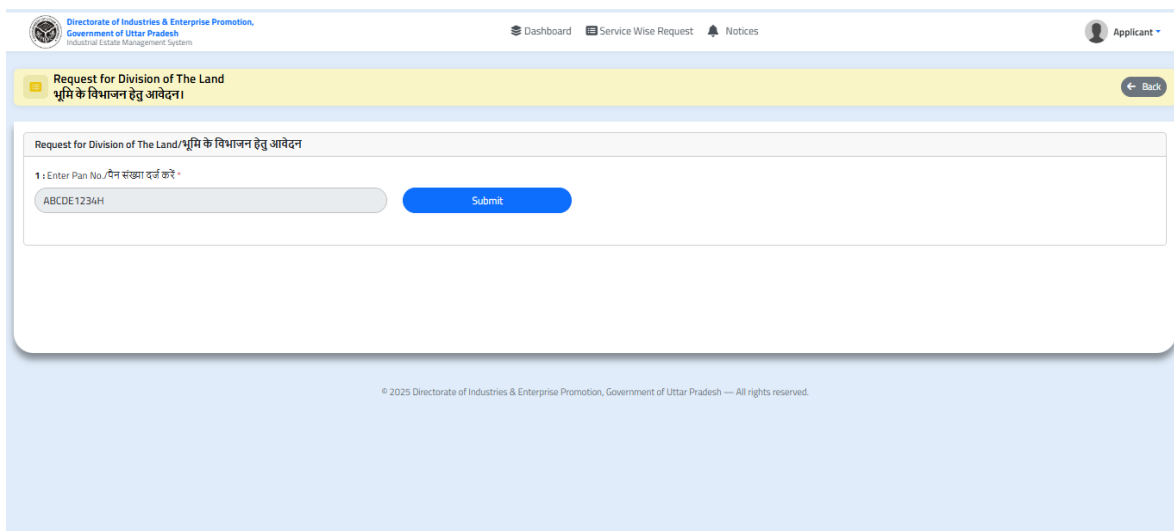 Directorate of Industries & Enterprise Promotion,
Government of Uttar Pradesh
Industrial Estate Management System
Dashboard Service Wise Request Notices
Applicant
Request for Division of The Land
भूमि के विभाजन हेतु आवेदन।
Back
Request for Division of The Land/भूमि के विभाजन हेतु आवेदन
1 : Enter Pan No./पैन संख्या दर्ज करें *
ABCDE1234H Submit
© 2025 Directorate of Industries & Enterprise Promotion, Government of Uttar Pradesh — All rights reserved.